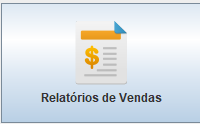 $
Relatórios de Vendas